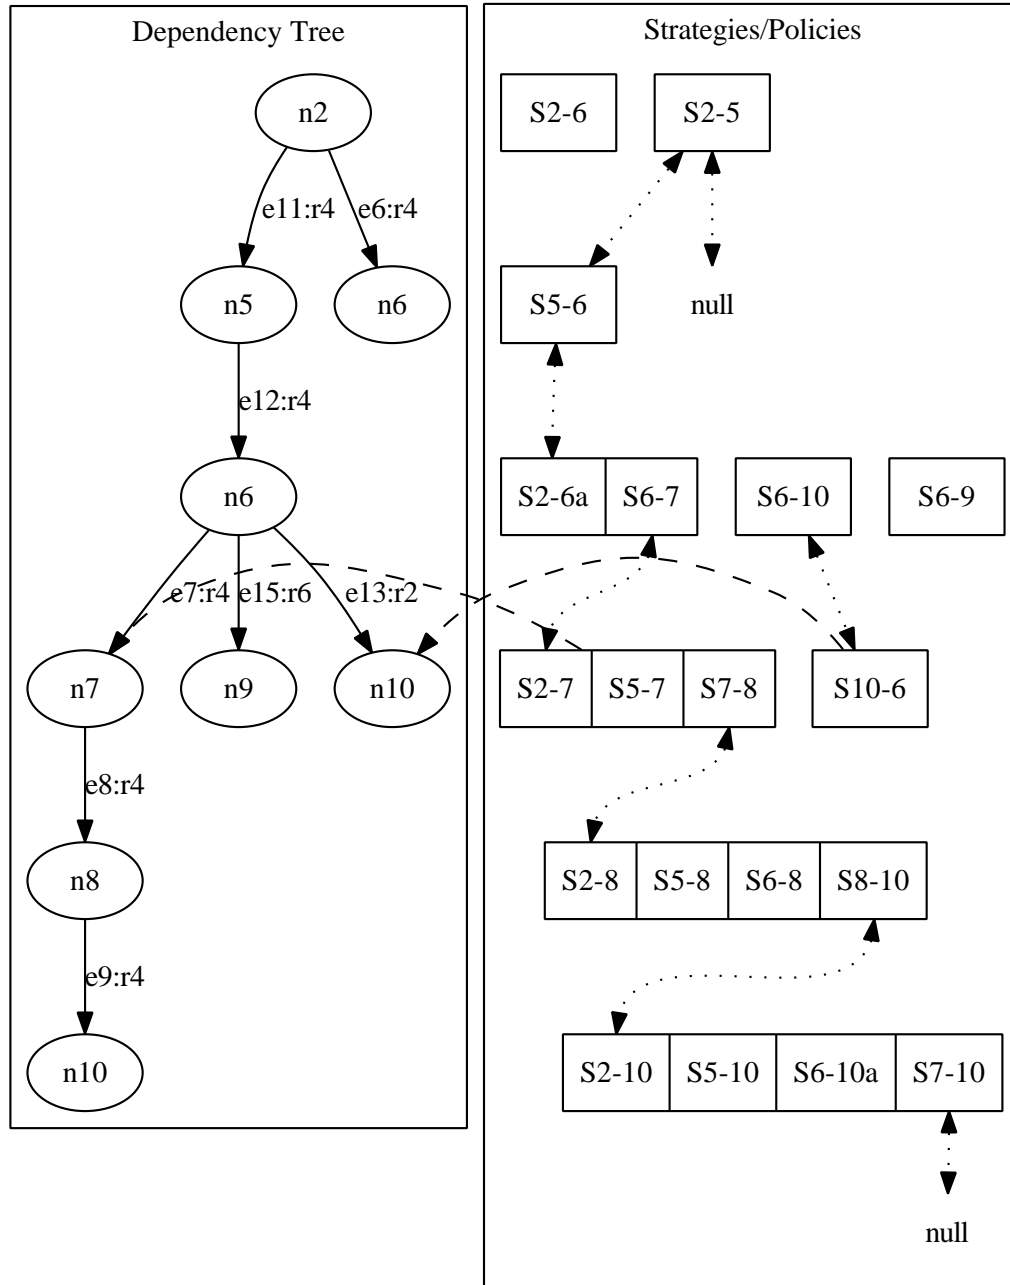 Dependency Tree
Strategies/Policies
n2
S2-6
S2-5
e11:r4
e6:r4
n5
n6
S5-6
null
e12:r4
n6
S2-6a
S6-7
S6-10
S6-9
e7:r4
e15:r6
e13:r2
n7
n9
n10
S2-7
S5-7
S7-8
S10-6
e8:r4
n8
S2-8
S5-8
S6-8
S8-10
e9:r4
n10
S2-10
S5-10
S6-10a
S7-10
null